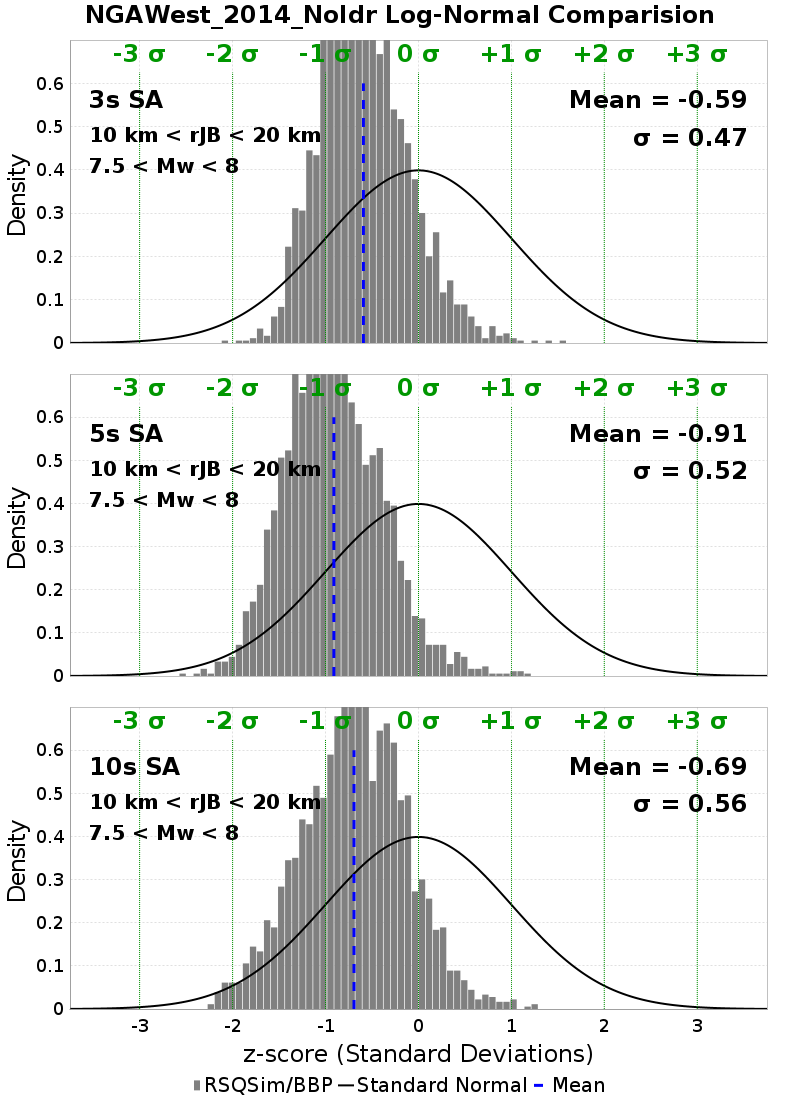 NGAWest_2014_NoIdr Log-Normal Comparision
-3 σ -2 σ -1 σ 0 σ +1 σ +2 σ +3 σ
3s SA
10 km < rJB < 20 km
7.5 < Mw < 8
Mean = -0.59
σ = 0.47
Density
0.6
0.5
0.4
0.3
0.2
0.1
0
-3 σ -2 σ -1 σ 0 σ +1 σ +2 σ +3 σ
5s SA
10 km < rJB < 20 km
7.5 < Mw < 8
Mean = -0.91
σ = 0.52
Density
0.6
0.5
0.4
0.3
0.2
0.1
0
-3 σ -2 σ -1 σ 0 σ +1 σ +2 σ +3 σ
10s SA
10 km < rJB < 20 km
7.5 < Mw < 8
Mean = -0.69
σ = 0.56
Density
0.6
0.5
0.4
0.3
0.2
0.1
0
-3 -2 -1 0 1 2 3
z-score (Standard Deviations)
RSQSim/BBP Standard Normal Mean